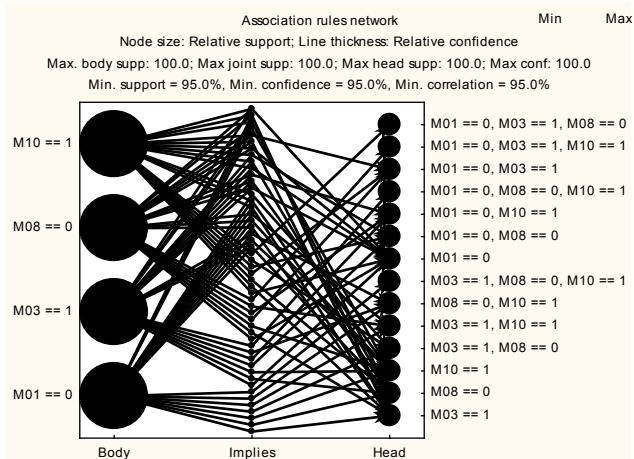 Association rules network
Min Max
Node size: Relative support; Line thickness: Relative confidence
Max. body supp: 100.0; Max joint supp: 100.0; Max head supp: 100.0; Max conf: 100.0
Min. support = 95.0%, Min. confidence = 95.0%, Min. correlation = 95.0%
M10 == 1
M08 == 0
M03 == 1
M01 == 0
M01 == 0, M03 == 1, M08 == 0
M01 == 0, M03 == 1, M10 == 1
M01 == 0, M03 == 1
M01 == 0, M08 == 0, M10 == 1
M01 == 0, M10 == 1
M01 == 0, M08 == 0
M01 == 0
M03 == 1, M08 == 0, M10 == 1
M08 == 0, M10 == 1
M03 == 1, M10 == 1
M03 == 1, M08 == 0
M10 == 1
M08 == 0
M03 == 1
Body Implies Head